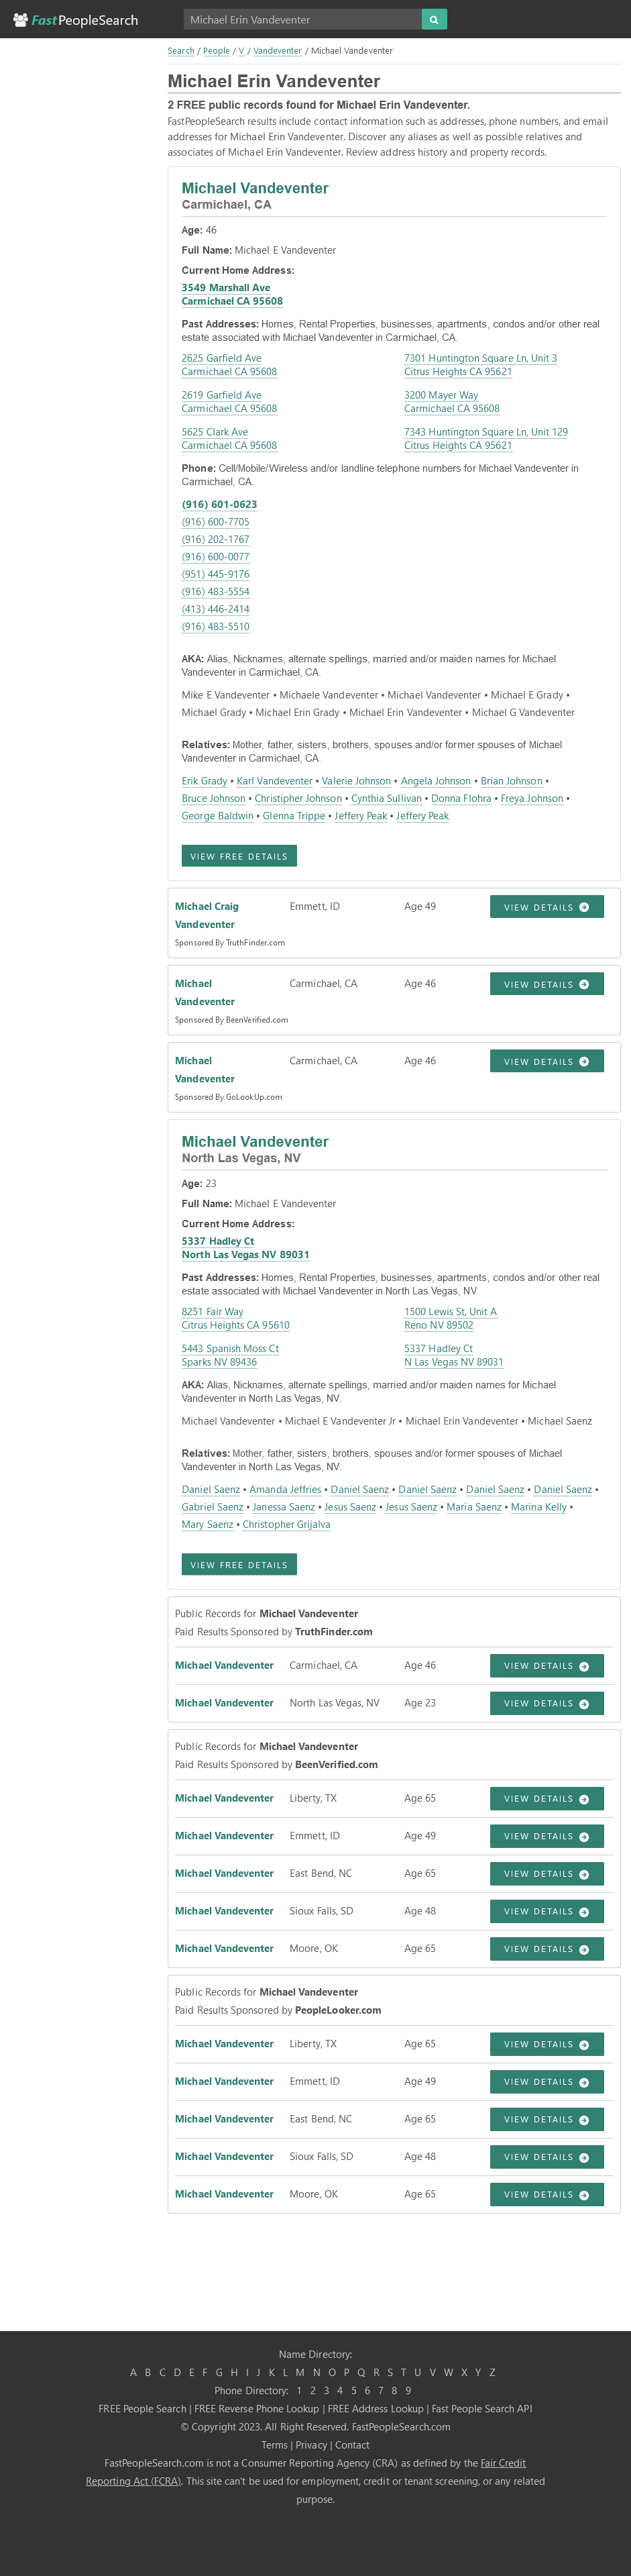 FastPeopleSearch
Michael Erin Vandeventer
Search / People / V / Vandeventer / Michael Vandeventer
Michael Erin Vandeventer
2 FREE public records found for Michael Erin Vandeventer.
FastPeopleSearch results include contact information such as addresses, phone numbers, and email
addresses for Michael Erin Vandeventer. Discover any aliases as well as possible relatives and
associates of Michael Erin Vandeventer. Review address history and property records.
Michael Vandeventer
Carmichael, CA
Age: 46
Full Name: Michael E Vandeventer
Current Home Address:
3549 Marshall Ave
Carmichael CA 95608
Past Addresses: Homes, Rental Properties, businesses, apartments, condos and/or other real
estate associated with Michael Vandeventer in Carmichael, CA.
2625 Garfield Ave
Carmichael CA 95608
7301 Huntington Square Ln, Unit 3
Citrus Heights CA 95621
2619 Garfield Ave
Carmichael CA 95608
3200 Mayer Way
Carmichael CA 95608
5625 Clark Ave
Carmichael CA 95608
7343 Huntington Square Ln, Unit 129
Citrus Heights CA 95621
Phone: Cell/Mobile/Wireless and/or landline telephone numbers for Michael Vandeventer in
Carmichael, CA.
(916) 601-0623
(916) 600-7705
(916) 202-1767
(916) 600-0077
(951) 445-9176
(916) 483-5554
(413) 446-2414
(916) 483-5510
AKA: Alias, Nicknames, alternate spellings, married and/or maiden names for Michael
Vandeventer in Carmichael, CA.
Mike E Vandeventer • Michaele Vandeventer • Michael Vandeventer • Michael E Grady •
Michael Grady • Michael Erin Grady • Michael Erin Vandeventer • Michael G Vandeventer
Relatives: Mother, father, sisters, brothers, spouses and/or former spouses of Michael
Vandeventer in Carmichael, CA.
Erik Grady • Karl Vandeventer • Valerie Johnson • Angela Johnson • Brian Johnson •
Bruce Johnson • Christipher Johnson • Cynthia Sullivan • Donna Flohra • Freya Johnson •
George Baldwin • Glenna Trippe • Jeffery Peak • Jeffery Peak
VIEW FREE DETAILS
Michael Craig Vandeventer Emmett, ID Age 49 VIEW DETAILS
Sponsored By TruthFinder.com
Michael Vandeventer Carmichael, CA Age 46 VIEW DETAILS
Sponsored By BeenVerified.com
Michael Vandeventer Carmichael, CA Age 46 VIEW DETAILS
Sponsored By GoLookUp.com
Michael Vandeventer
North Las Vegas, NV
Age: 23
Full Name: Michael E Vandeventer
Current Home Address:
5337 Hadley Ct
North Las Vegas NV 89031
Past Addresses: Homes, Rental Properties, businesses, apartments, condos and/or other real
estate associated with Michael Vandeventer in North Las Vegas, NV.
8251 Fair Way
Citrus Heights CA 95610
1500 Lewis St, Unit A
Reno NV 89502
5443 Spanish Moss Ct
Sparks NV 89436
5337 Hadley Ct
N Las Vegas NV 89031
AKA: Alias, Nicknames, alternate spellings, married and/or maiden names for Michael
Vandeventer in North Las Vegas, NV.
Michael Vandeventer • Michael E Vandeventer Jr • Michael Erin Vandeventer • Michael Saenz
Relatives: Mother, father, sisters, brothers, spouses and/or former spouses of Michael
Vandeventer in North Las Vegas, NV.
Daniel Saenz • Amanda Jeffries • Daniel Saenz • Daniel Saenz • Daniel Saenz • Daniel Saenz •
Gabriel Saenz • Janessa Saenz • Jesus Saenz • Jesus Saenz • Maria Saenz • Marina Kelly •
Mary Saenz • Christopher Grijalva
VIEW FREE DETAILS
Public Records for Michael Vandeventer
Paid Results Sponsored by TruthFinder.com
Michael Vandeventer Carmichael, CA Age 46 VIEW DETAILS
Michael Vandeventer North Las Vegas, NV Age 23 VIEW DETAILS
Public Records for Michael Vandeventer
Paid Results Sponsored by BeenVerified.com
Michael Vandeventer Liberty, TX Age 65 VIEW DETAILS
Michael Vandeventer Emmett, ID Age 49 VIEW DETAILS
Michael Vandeventer East Bend, NC Age 65 VIEW DETAILS
Michael Vandeventer Sioux Falls, SD Age 48 VIEW DETAILS
Michael Vandeventer Moore, OK Age 65 VIEW DETAILS
Public Records for Michael Vandeventer
Paid Results Sponsored by PeopleLooker.com
Michael Vandeventer Liberty, TX Age 65 VIEW DETAILS
Michael Vandeventer Emmett, ID Age 49 VIEW DETAILS
Michael Vandeventer East Bend, NC Age 65 VIEW DETAILS
Michael Vandeventer Sioux Falls, SD Age 48 VIEW DETAILS
Michael Vandeventer Moore, OK Age 65 VIEW DETAILS
Name Directory:
A B C D E F G H I J K L M N O P Q R S T U V W X Y Z
Phone Directory: 1 2 3 4 5 6 7 8 9
FREE People Search | FREE Reverse Phone Lookup | FREE Address Lookup | Fast People Search API
© Copyright 2023. All Right Reserved. FastPeopleSearch.com
Terms | Privacy | Contact
FastPeopleSearch.com is not a Consumer Reporting Agency (CRA) as defined by the Fair Credit
Reporting Act (FCRA). This site can't be used for employment, credit or tenant screening, or any related
purpose.